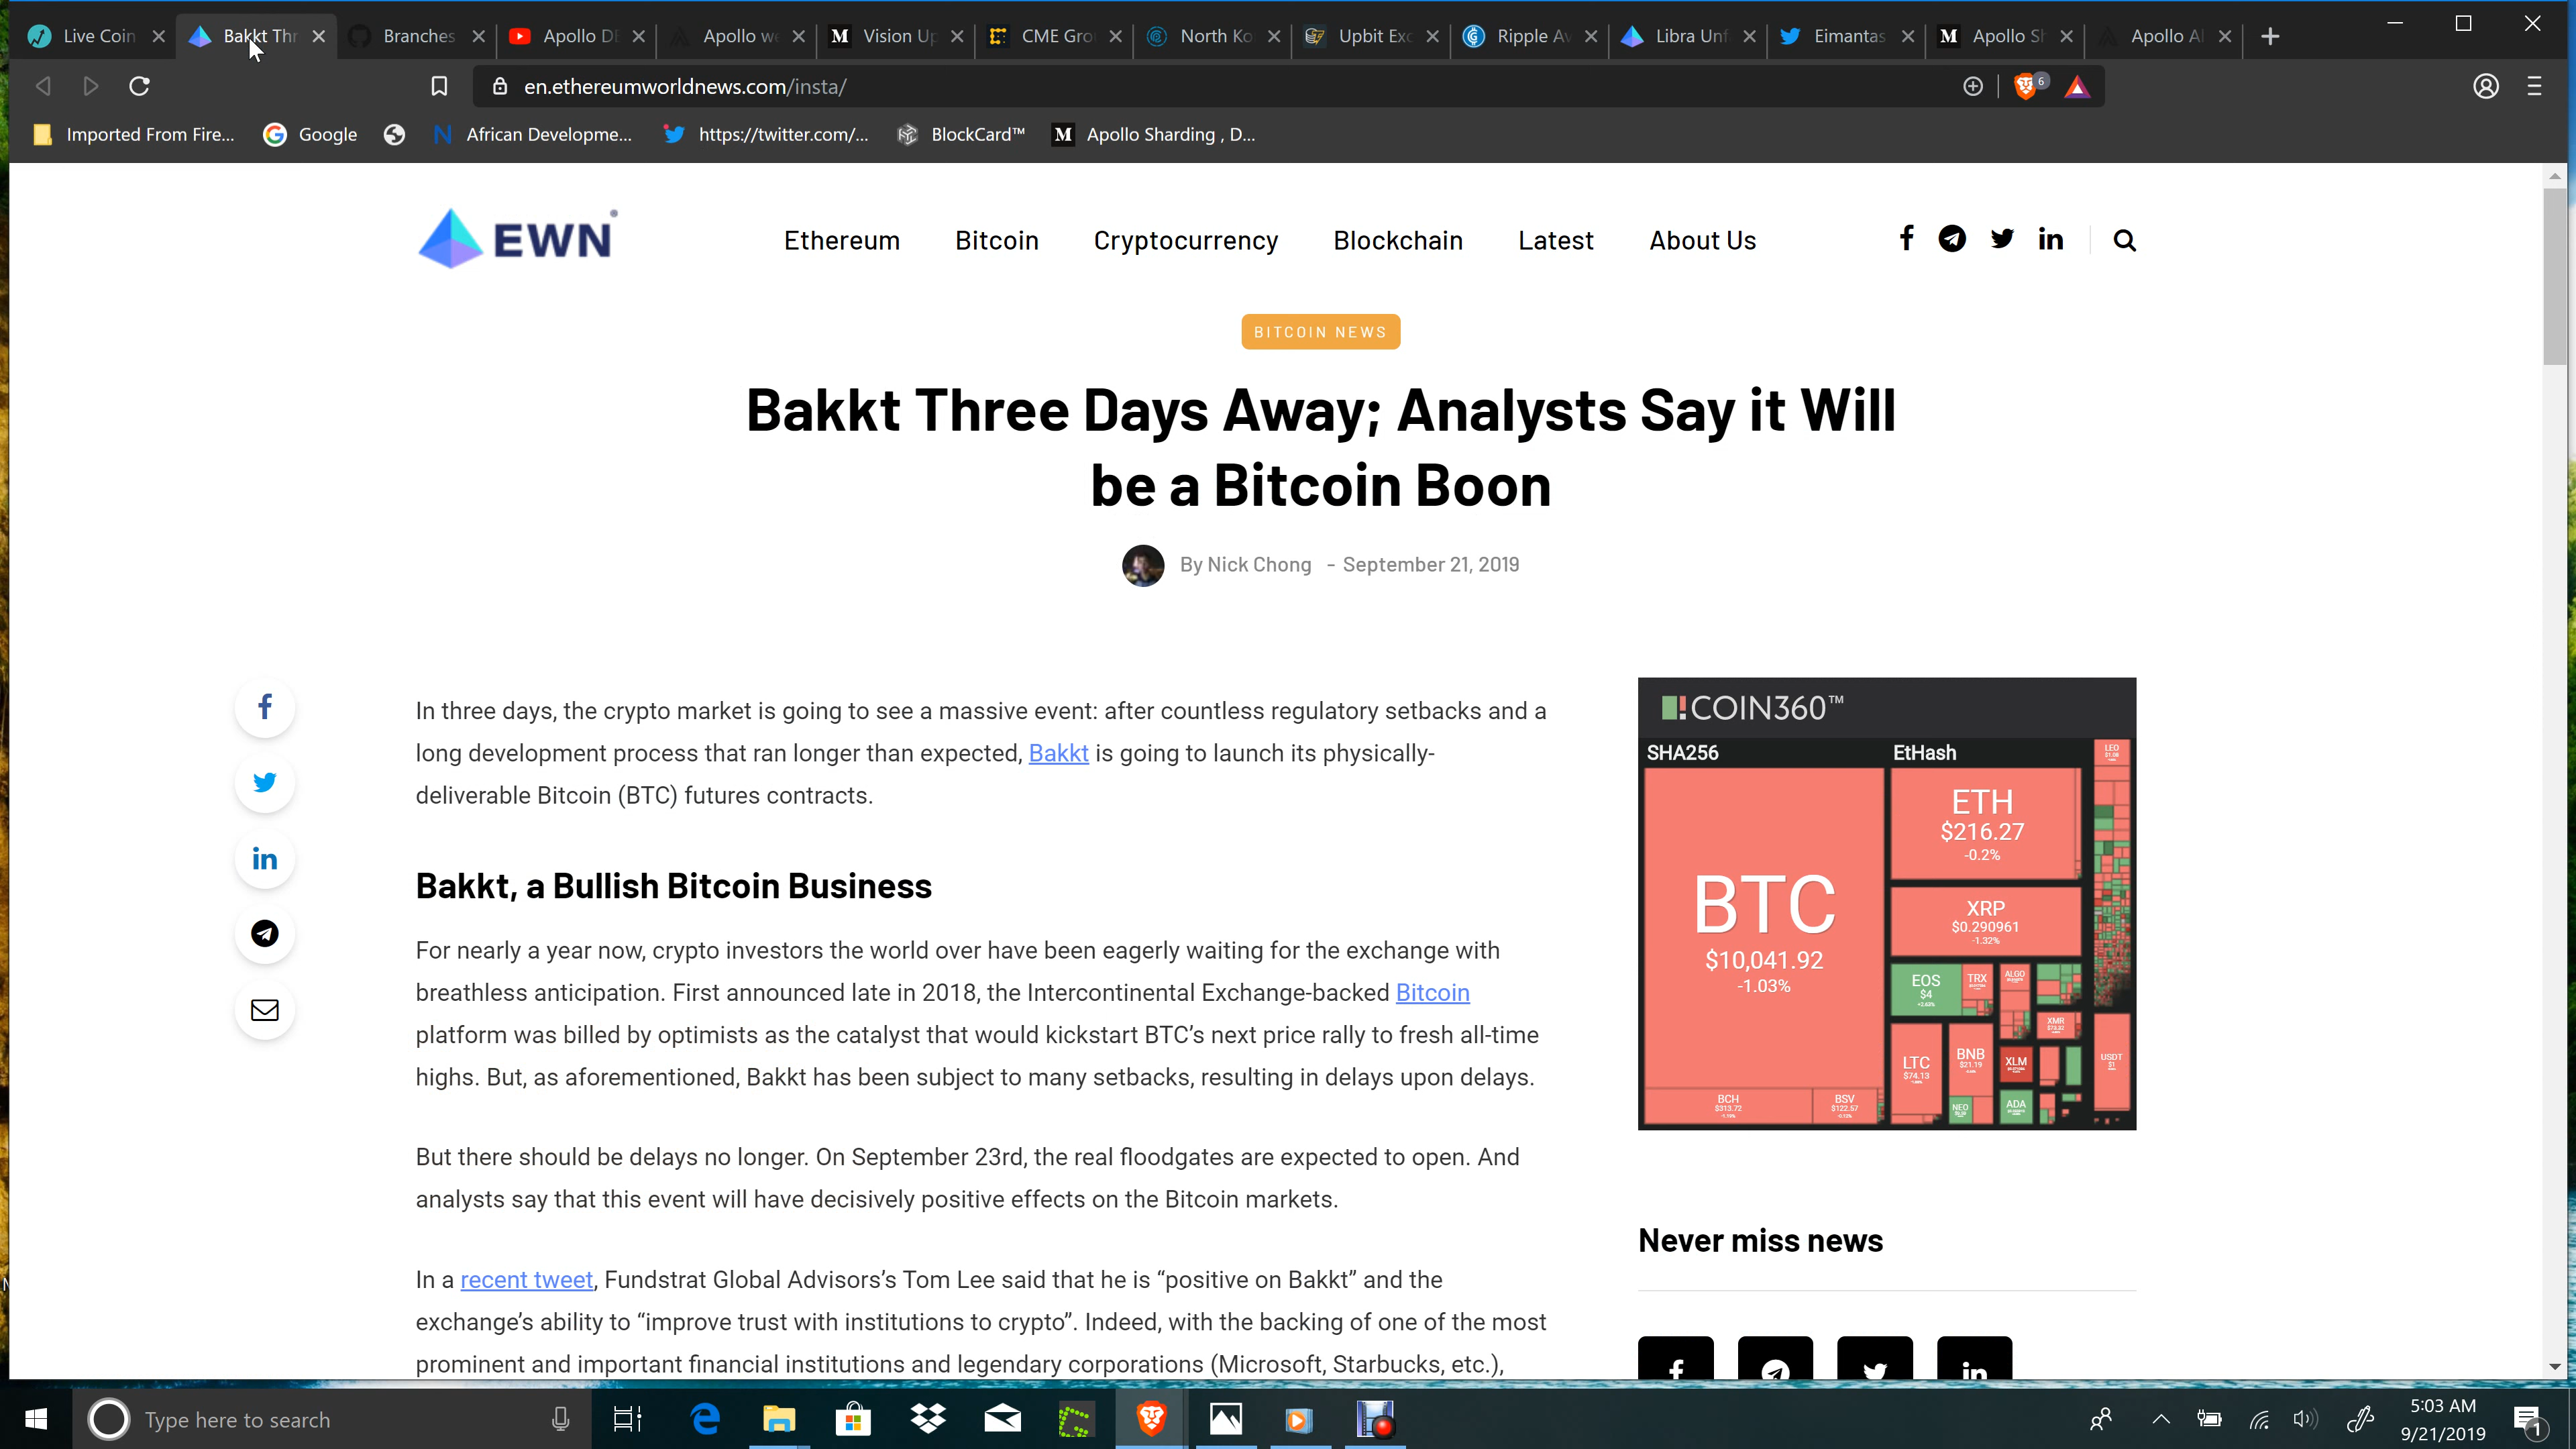 Live Coin
Bakkt Thr
Branches
Apollo DE
Apollo we
Vision Up
CME Gro
North Ko
Upbit Exc
Ripple Av
Libra Unf
Eimantas
Apollo Sh
Apollo Al
en.ethereumworldnews.com/insta/
6
Imported From Fire...
Google
African Developme...
https://twitter.com/...
BlockCard™
Apollo Sharding , D...
EWN
Ethereum
Bitcoin
Cryptocurrency
Blockchain
Latest
About Us
BITCOIN NEWS
Bakkt Three Days Away; Analysts Say it Will
be a Bitcoin Boon
By Nick Chong - September 21, 2019
In three days, the crypto market is going to see a massive event: after countless regulatory setbacks and a
long development process that ran longer than expected, Bakkt is going to launch its physically-
deliverable Bitcoin (BTC) futures contracts.
Bakkt, a Bullish Bitcoin Business
For nearly a year now, crypto investors the world over have been eagerly waiting for the exchange with
breathless anticipation. First announced late in 2018, the Intercontinental Exchange-backed Bitcoin
platform was billed by optimists as the catalyst that would kickstart BTC’s next price rally to fresh all-time
highs. But, as aforementioned, Bakkt has been subject to many setbacks, resulting in delays upon delays.
But there should be delays no longer. On September 23rd, the real floodgates are expected to open. And
analysts say that this event will have decisively positive effects on the Bitcoin markets.
In a recent tweet, Fundstrat Global Advisors’s Tom Lee said that he is “positive on Bakkt” and the
exchange’s ability to “improve trust with institutions to crypto”. Indeed, with the backing of one of the most
prominent and important financial institutions and legendary corporations (Microsoft, Starbucks, etc.),
COIN360™
SHA256
EtHash
LEO
BTC
$10,041.92
-1.03%
ETH
$216.27
-0.2%
XRP
$0.290961
-1.32%
EOS
$4
TRX
ALGO
XMR
LTC
$74.13
BNB
$21.19
XLM
USDT
$1
NEO
ADA
BCH
$313.72
BSV
$122.57
Never miss news
Type here to search
5:03 AM
9/21/2019
1